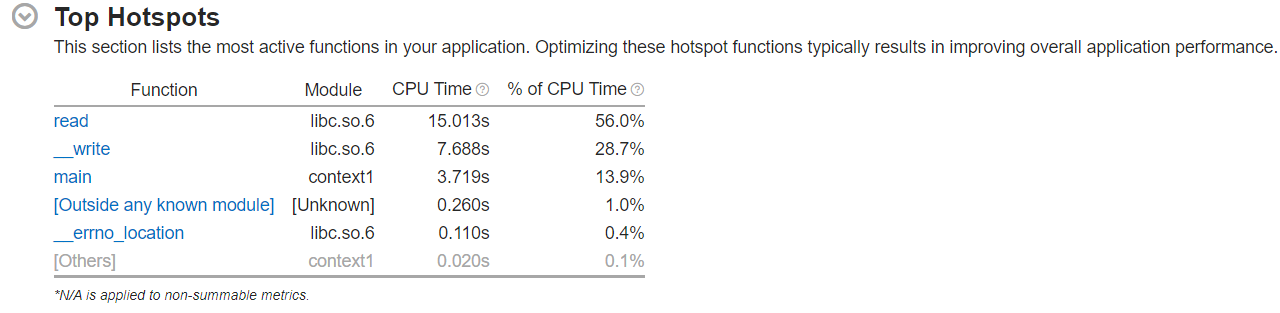 Top Hotspots
This section lists the most active functions in your application. Optimizing these hotspot functions typically results in improving overall application performance.
Function Module CPU Time ? % of CPU Time ?
read libc.so.6 15.013s 56.0%
__write libc.so.6 7.688s 28.7%
main context1 3.719s 13.9%
[Outside any known module] [Unknown] 0.260s 1.0%
__errno_location libc.so.6 0.110s 0.4%
[Others] context1 0.020s 0.1%
*N/A is applied to non-summable metrics.